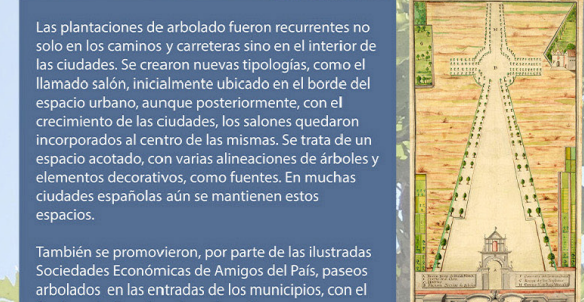 Las plantaciones de arbolado fueron recurrentes no
solo en los caminos y carreteras sino en el interior de
las ciudades. Se crearon nuevas tipologías, como el
llamado salón, inicialmente ubicado en el borde del
espacio urbano, aunque posteriormente, con el
crecimiento de las ciudades, los salones quedaron
incorporados al centro de las mismas. Se trata de un
espacio acotado, con varias alineaciones de árboles y
elementos decorativos, como fuentes. En muchas
ciudades españolas aún se mantienen estos
espacios.
También se promovieron, por parte de las ilustradas
Sociedades Económicas de Amigos del País, paseos
arbolados en las entradas de los municipios, con el